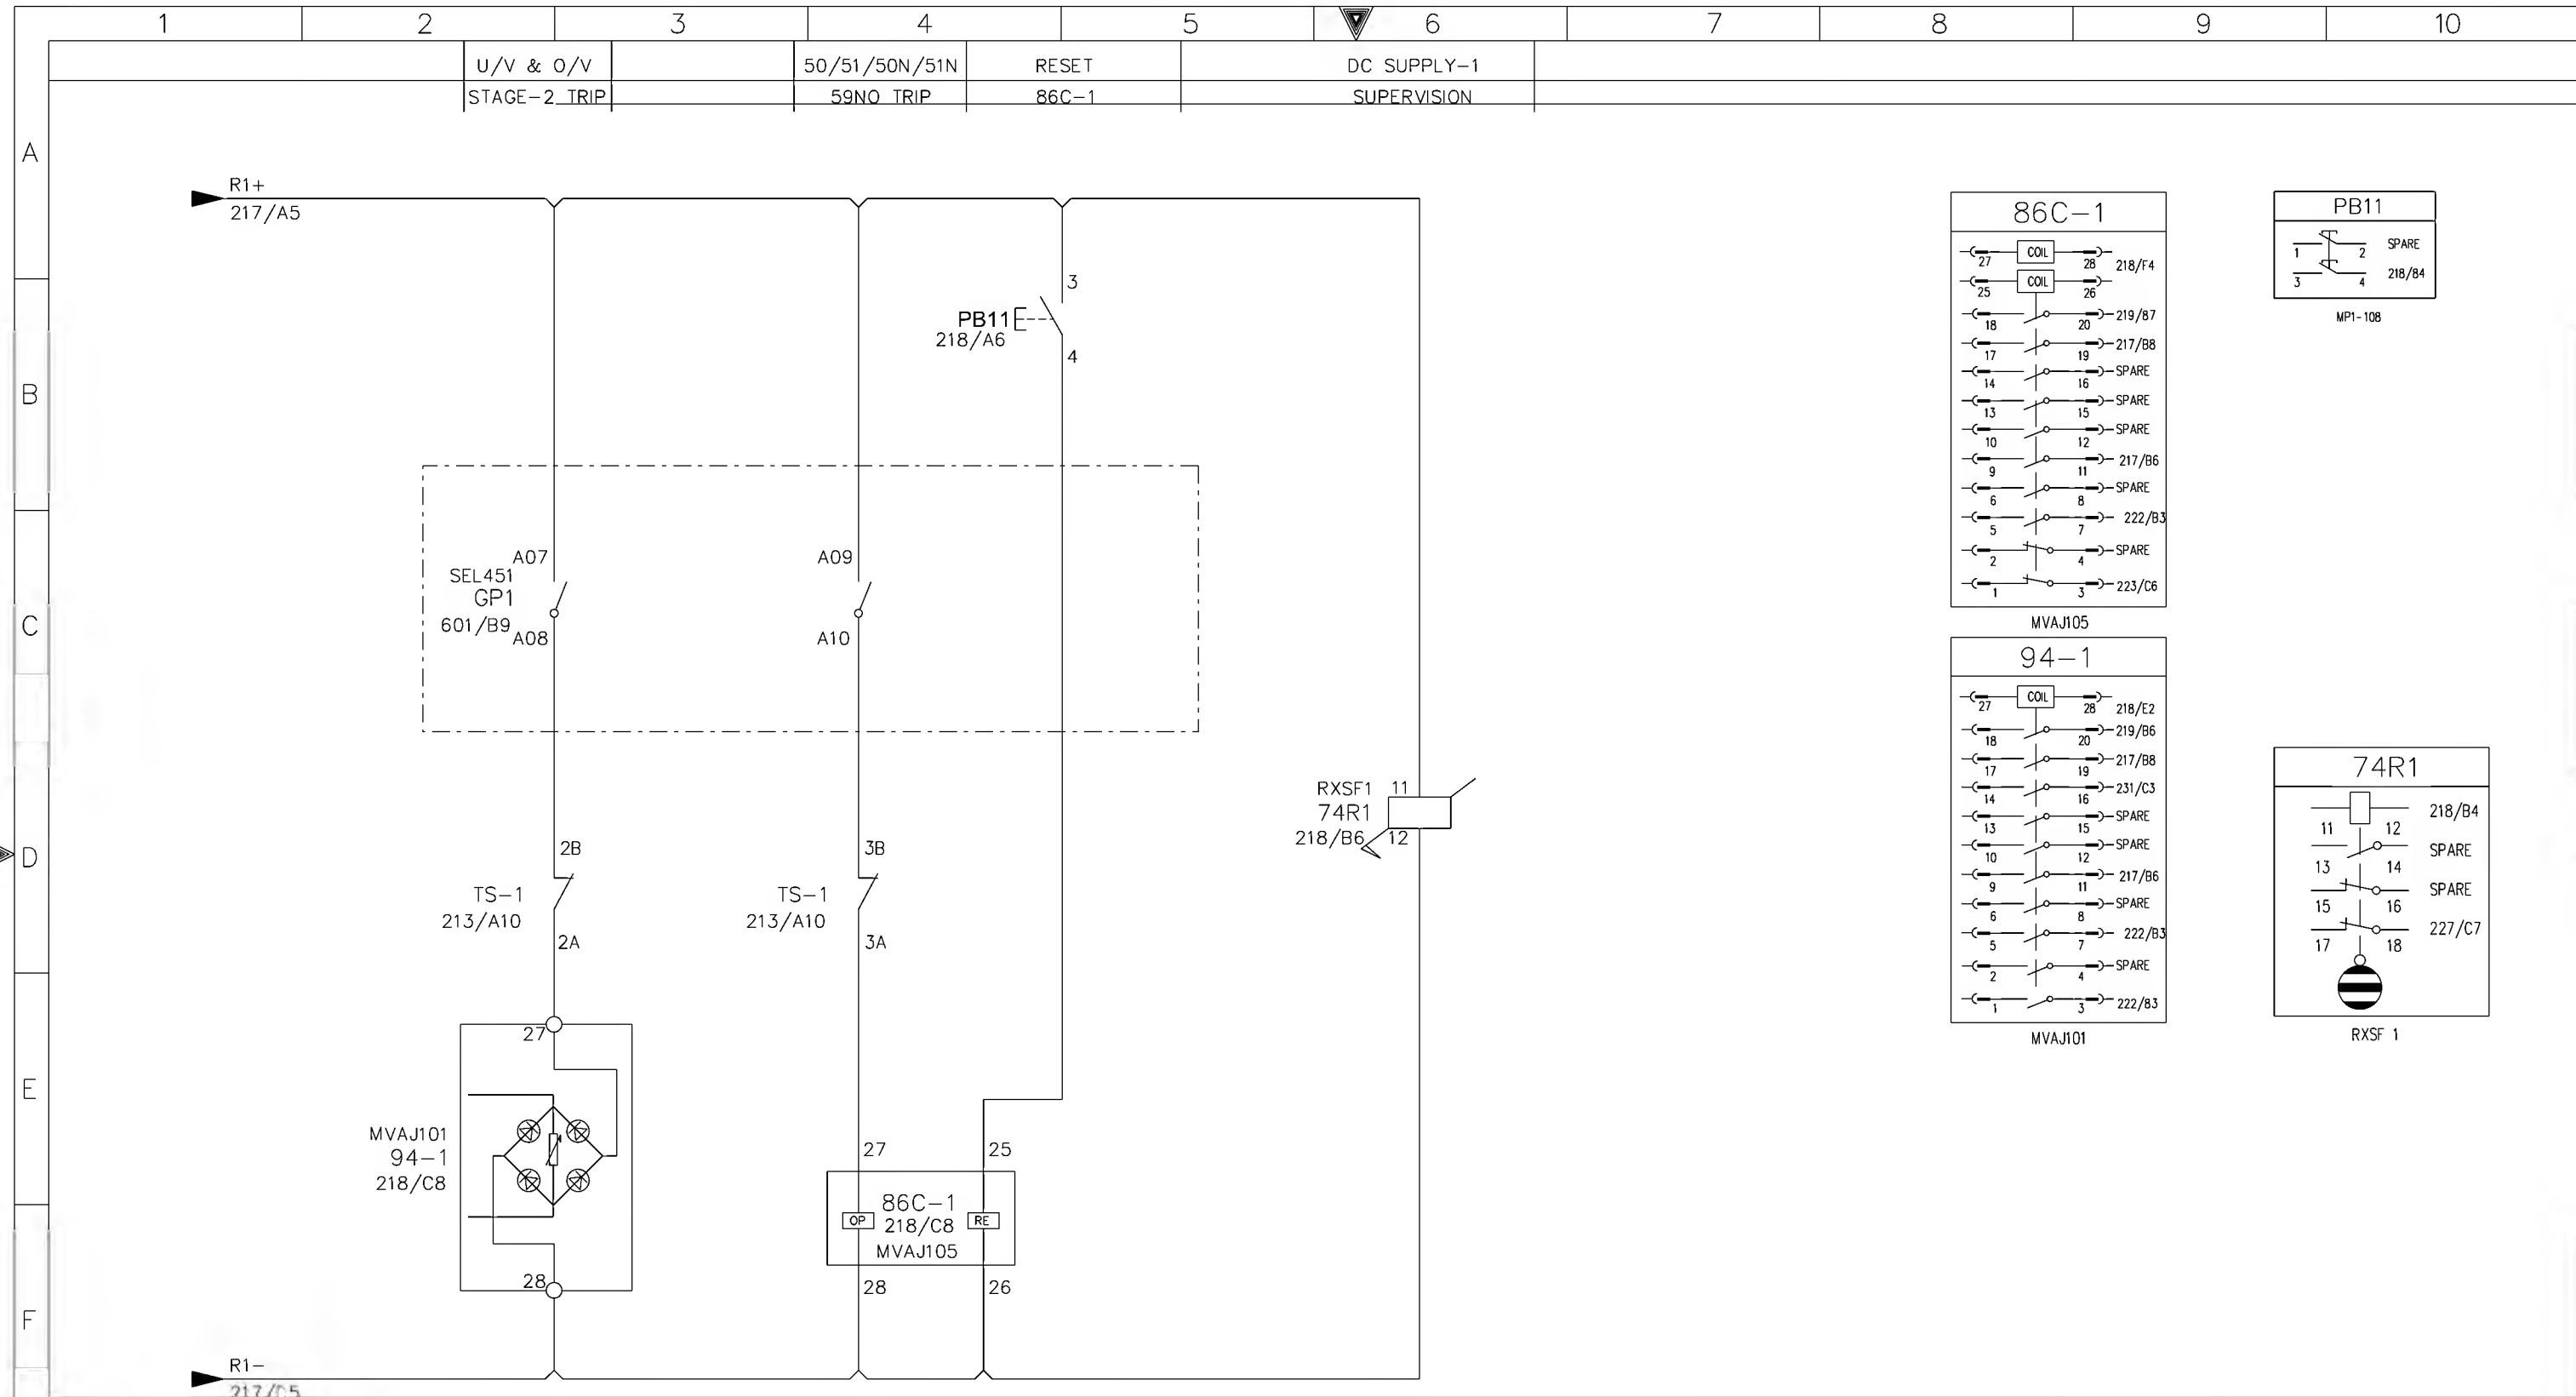 1 2 3 4 5 6 7 8 9 10
U/V & O/V 50/51/50N/51N RESET DC SUPPLY-1
STAGE-2 TRIP 59NO TRIP 86C-1 SUPERVISION
A
B
C
D
E
F
R1+
217/A5
3
PB11
218/A6
4
A07
SEL451
GP1
601/B9
A08
A09
A10
2B
TS-1
213/A10
2A
3B
TS-1
213/A10
3A
RXSF1 11
74R1
218/B6 12
27
MVAJ101
94-1
218/C8
28
27 25
86C-1
OP 218/C8 RE
MVAJ105
28 26
R1-
217/C5
86C-1
COIL
27 28 218/F4
COIL
25 26
18 20 219/87
17 19 217/B8
14 16 SPARE
13 15 SPARE
10 12 SPARE
9 11 217/B6
6 8 SPARE
5 7 222/B3
2 4 SPARE
1 3 223/C6
MVAJ105
94-1
COIL
27 28 218/E2
18 20 219/B6
17 19 217/B8
14 16 231/C3
13 15 SPARE
10 12 SPARE
9 11 217/B6
6 8 SPARE
5 7 222/B3
2 4 SPARE
1 3 222/83
MVAJ101
PB11
1 2 SPARE
3 4 218/84
MP1-108
74R1
11 12 218/B4
13 14 SPARE
15 16 SPARE
17 18 227/C7
RXSF 1